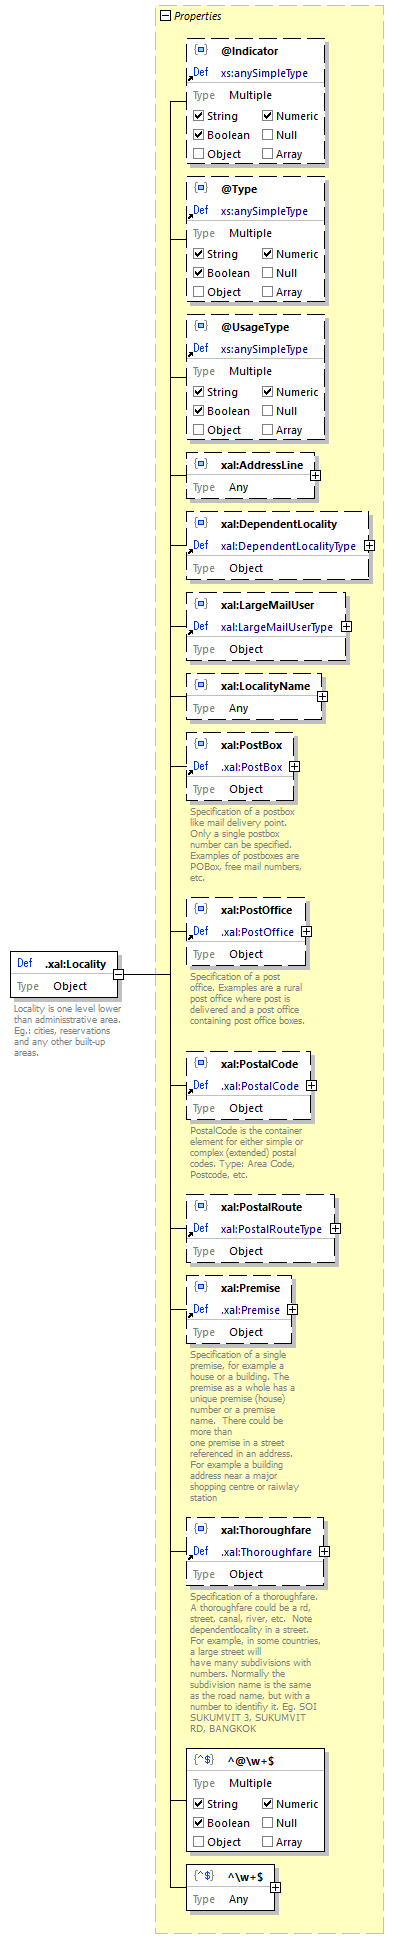 Properties
@Indicator
Def xs:anySimpleType
Type Multiple
String Numeric
Boolean Null
Object Array
@Type
Def xs:anySimpleType
Type Multiple
String Numeric
Boolean Null
Object Array
@UsageType
Def xs:anySimpleType
Type Multiple
String Numeric
Boolean Null
Object Array
xal:AddressLine
Type Any
xal:DependentLocality
Def xal:DependentLocalityType
Type Object
xal:LargeMailUser
Def xal:LargeMailUserType
Type Object
xal:LocalityName
Type Any
xal:PostBox
Def .xal:PostBox
Type Object
Specification of a postbox
like mail delivery point.
Only a single postbox
number can be specified.
Examples of postboxes are
POBox, free mail numbers,
etc.
xal:PostOffice
Def .xal:PostOffice
Type Object
Specification of a post
office. Examples are a rural
post office where post is
delivered and a post office
containing post office boxes.
Def .xal:Locality
Type Object
Locality is one level lower
than adminisstrative area.
Eg.: cities, reservations
and any other built-up
areas.
xal:PostalCode
Def .xal:PostalCode
Type Object
PostalCode is the container
element for either simple or
complex (extended) postal
codes. Type: Area Code,
Postcode, etc.
xal:PostalRoute
Def xal:PostalRouteType
Type Object
xal:Premise
Def .xal:Premise
Type Object
Specification of a single
premise, for example a
house or a building. The
premise as a whole has a
unique premise (house)
number or a premise
name.  There could be
more than
one premise in a street
referenced in an address.
For example a building
address near a major
shopping centre or raiwlay
station
xal:Thoroughfare
Def .xal:Thoroughfare
Type Object
Specification of a thoroughfare.
A thoroughfare could be a rd,
street, canal, river, etc.  Note
dependentlocality in a street.
For example, in some countries,
a large street will
have many subdivisions with
numbers. Normally the
subdivision name is the same
as the road name, but with a
number to identifiy it. Eg. SOI
SUKUMVIT 3, SUKUMVIT
RD, BANGKOK
{^$} ^@\w+$
Type Multiple
String Numeric
Boolean Null
Object Array
{^$} ^\w+$
Type Any